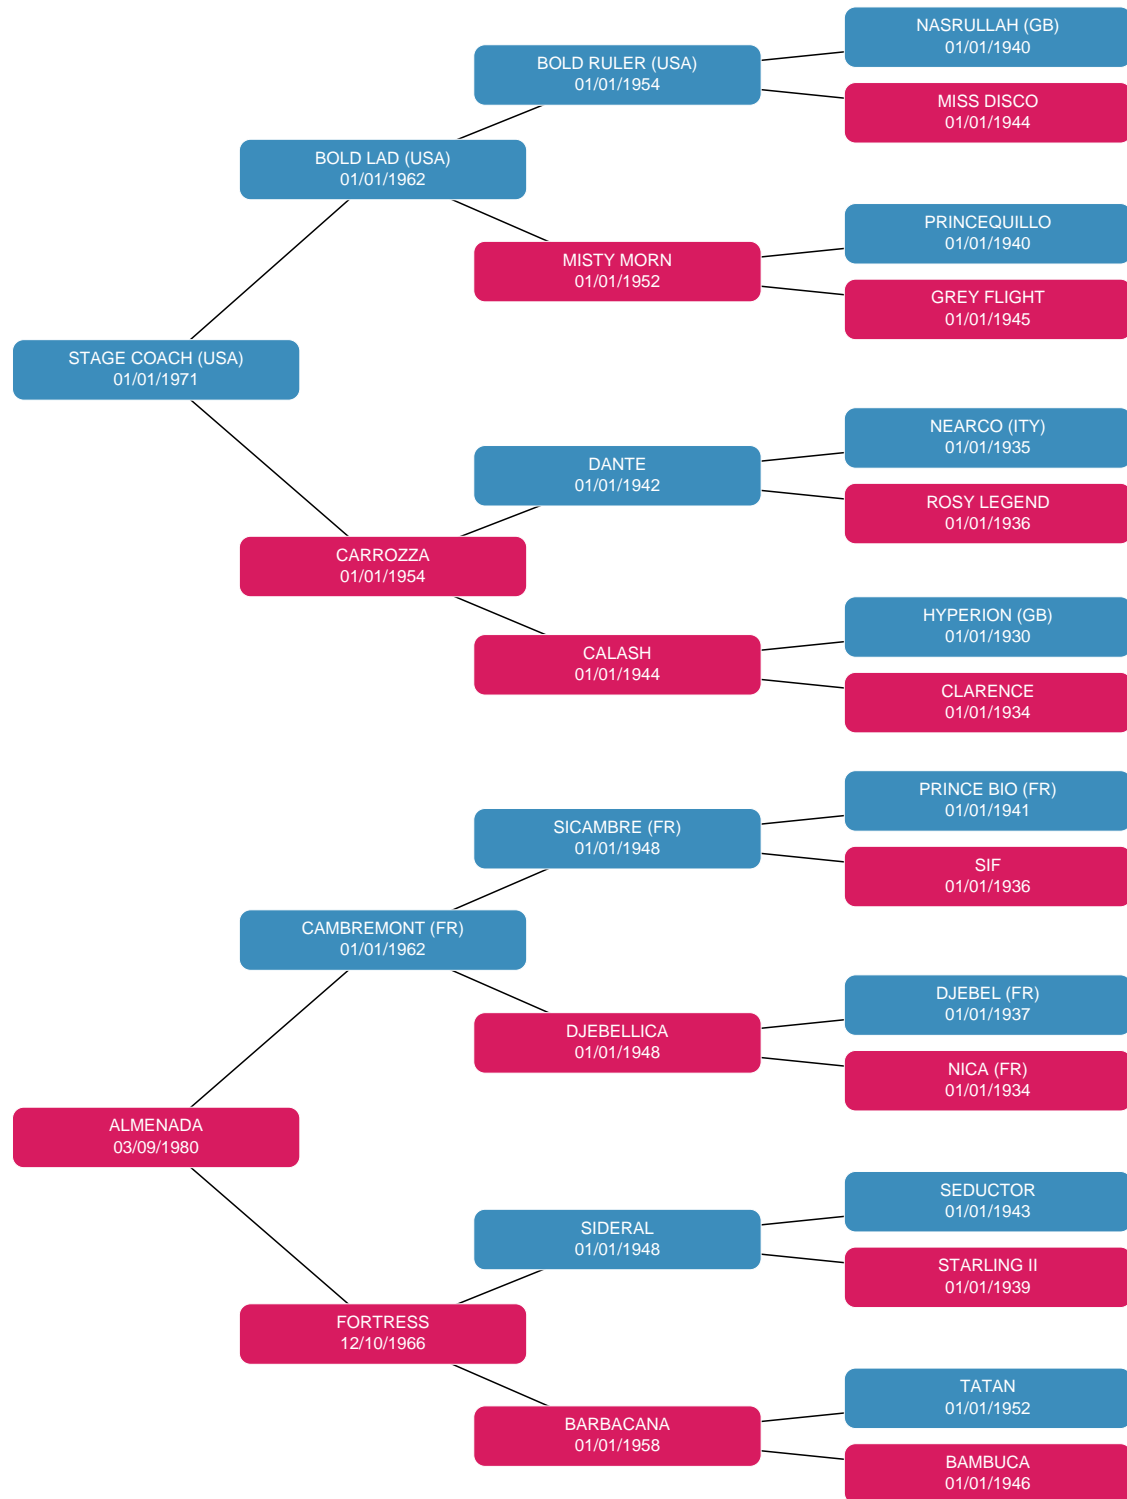 NASRULLAH (GB)
01/01/1940
BOLD RULER (USA)
01/01/1954
MISS DISCO
01/01/1944
BOLD LAD (USA)
01/01/1962
PRINCEQUILLO
01/01/1940
MISTY MORN
01/01/1952
GREY FLIGHT
01/01/1945
STAGE COACH (USA)
01/01/1971
NEARCO (ITY)
01/01/1935
DANTE
01/01/1942
ROSY LEGEND
01/01/1936
CARROZZA
01/01/1954
HYPERION (GB)
01/01/1930
CALASH
01/01/1944
CLARENCE
01/01/1934
PRINCE BIO (FR)
01/01/1941
SICAMBRE (FR)
01/01/1948
SIF
01/01/1936
CAMBREMONT (FR)
01/01/1962
DJEBEL (FR)
01/01/1937
DJEBELLICA
01/01/1948
NICA (FR)
01/01/1934
ALMENADA
03/09/1980
SEDUCTOR
01/01/1943
SIDERAL
01/01/1948
STARLING II
01/01/1939
FORTRESS
12/10/1966
TATAN
01/01/1952
BARBACANA
01/01/1958
BAMBUCA
01/01/1946